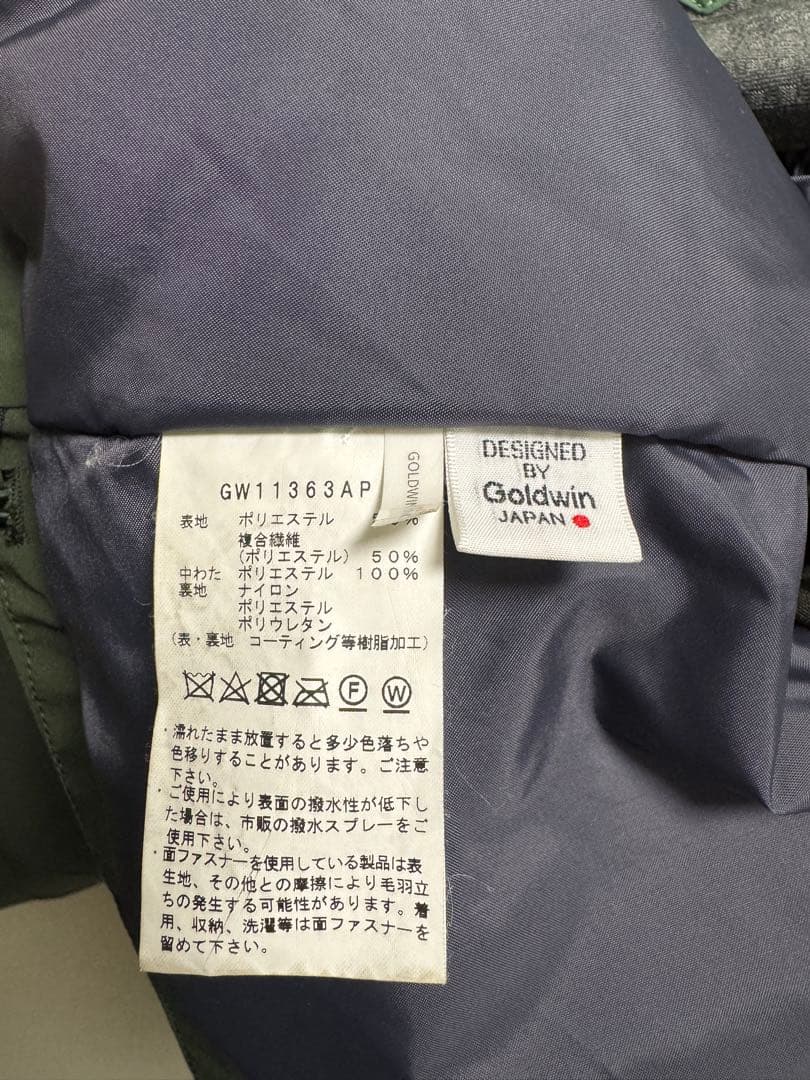 GW11363AP
表地 ポリエステル
複合繊維
(ポリエステル) 50%
中わた ポリエステル 100%
裏地 ナイロン
ポリエステル
ポリウレタン
(表・裏地 コーティング等樹脂加工)
F W
・濡れたまま放置すると多少色落ちや
色移りすることがあります。ご注意
下さい。
・ご使用により表面の撥水性が低下し
た場合は、市販の撥水スプレーをご
使用下さい。
・面ファスナーを使用している製品は表
生地、その他との摩擦により毛羽立
ちの発生する可能性があります。着
用、収納、洗濯等は面ファスナーを
留めて下さい。
GOLDWIN
DESIGNED
BY
Goldwin
JAPAN